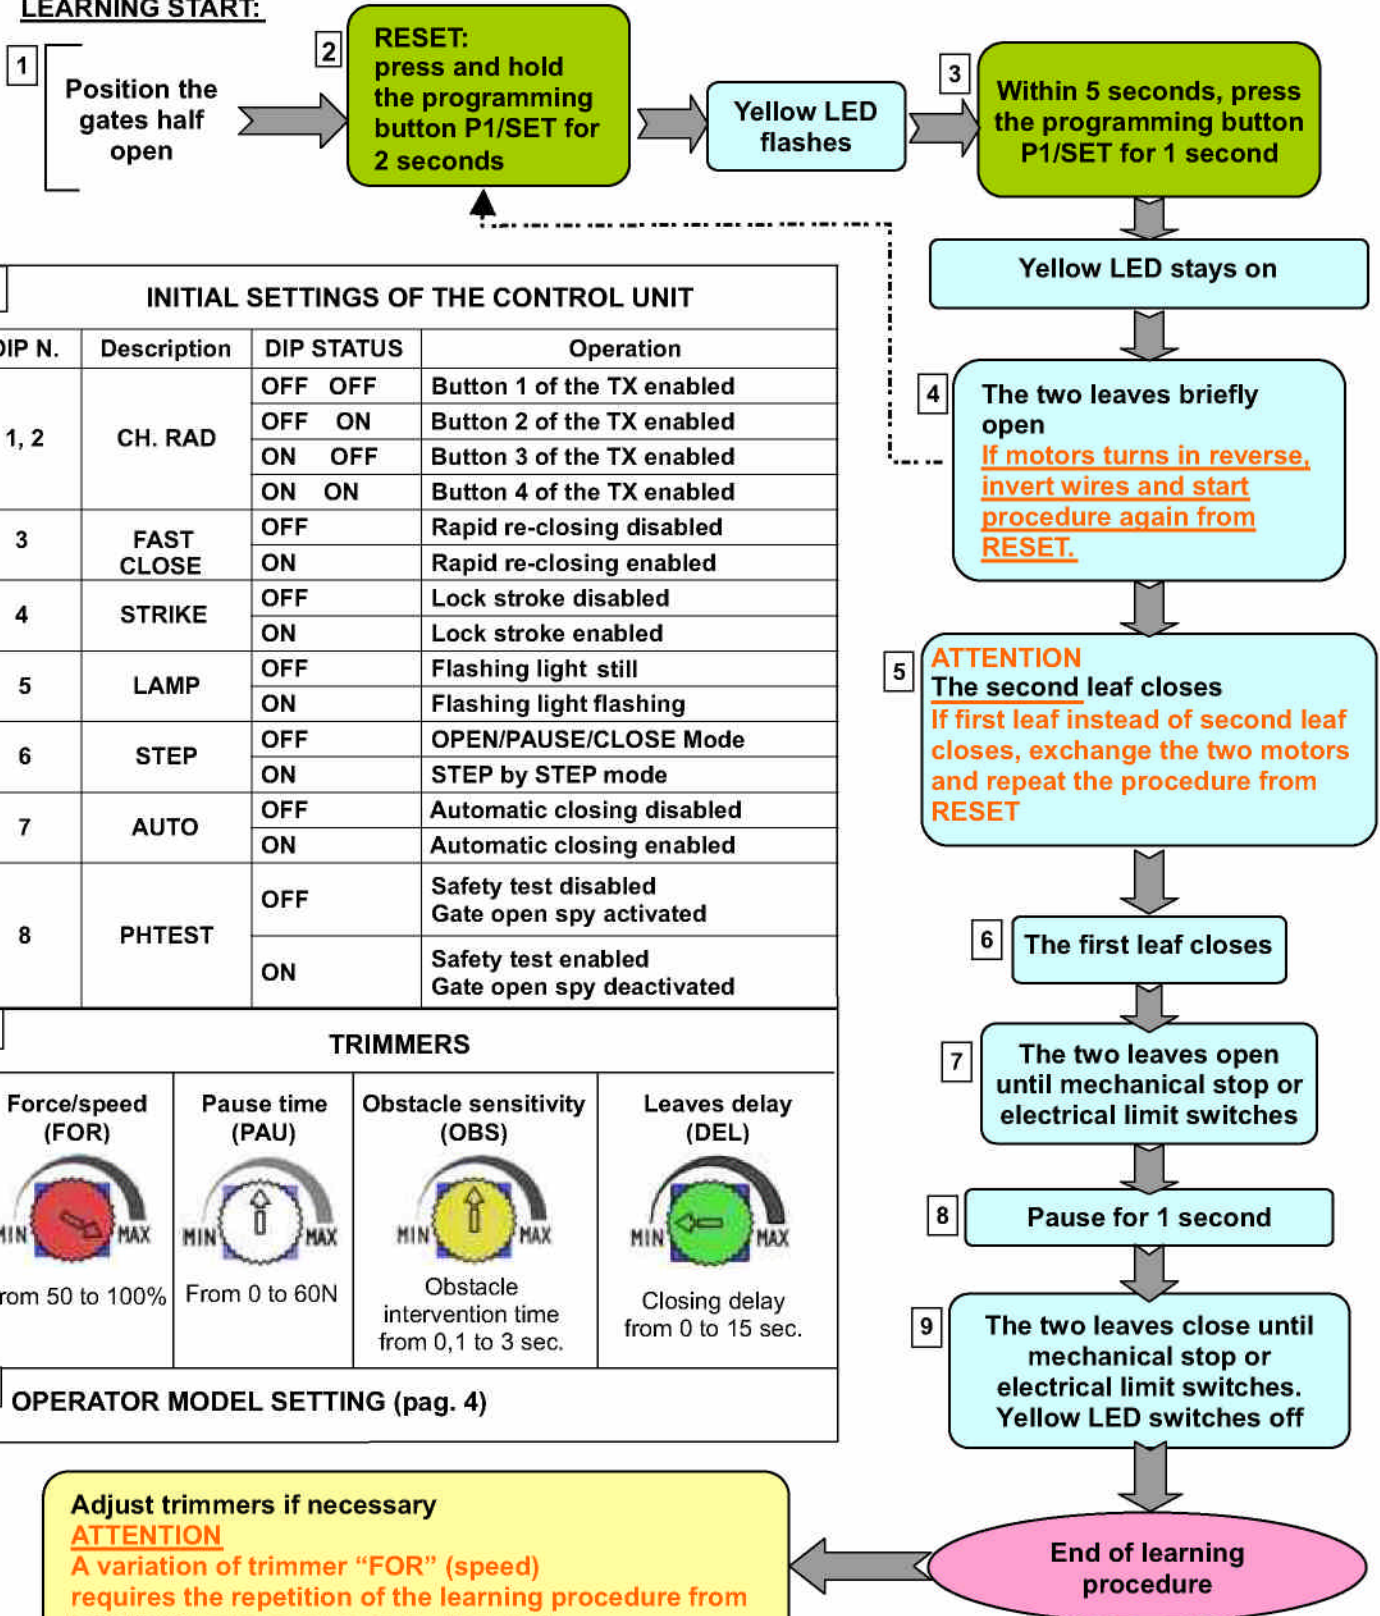 LEARNING START:
1
Position the
gates half
open
2
RESET:
press and hold
the programming
button P1/SET for
2 seconds
Yellow LED
flashes
3
Within 5 seconds, press
the programming button
P1/SET for 1 second
Yellow LED stays on
4
The two leaves briefly
open
If motors turns in reverse,
invert wires and start
procedure again from
RESET.
5
ATTENTION
The second leaf closes
If first leaf instead of second leaf
closes, exchange the two motors
and repeat the procedure from
RESET
6
The first leaf closes
7
The two leaves open
until mechanical stop or
electrical limit switches
8
Pause for 1 second
9
The two leaves close until
mechanical stop or
electrical limit switches.
Yellow LED switches off
End of learning
procedure
INITIAL SETTINGS OF THE CONTROL UNIT
DIP N. Description DIP STATUS Operation
1, 2 CH. RAD
OFF OFF Button 1 of the TX enabled
OFF ON Button 2 of the TX enabled
ON OFF Button 3 of the TX enabled
ON ON Button 4 of the TX enabled
3 FAST
CLOSE
OFF Rapid re-closing disabled
ON Rapid re-closing enabled
4 STRIKE
OFF Lock stroke disabled
ON Lock stroke enabled
5 LAMP
OFF Flashing light still
ON Flashing light flashing
6 STEP
OFF OPEN/PAUSE/CLOSE Mode
ON STEP by STEP mode
7 AUTO
OFF Automatic closing disabled
ON Automatic closing enabled
8 PHTEST
OFF Safety test disabled
Gate open spy activated
ON Safety test enabled
Gate open spy deactivated
TRIMMERS
Force/speed
(FOR)
MIN MAX
from 50 to 100%
Pause time
(PAU)
MIN MAX
From 0 to 60N
Obstacle sensitivity
(OBS)
MIN MAX
Obstacle
intervention time
from 0,1 to 3 sec.
Leaves delay
(DEL)
MIN MAX
Closing delay
from 0 to 15 sec.
OPERATOR MODEL SETTING (pag. 4)
Adjust trimmers if necessary
ATTENTION
A variation of trimmer “FOR” (speed)
requires the repetition of the learning procedure from